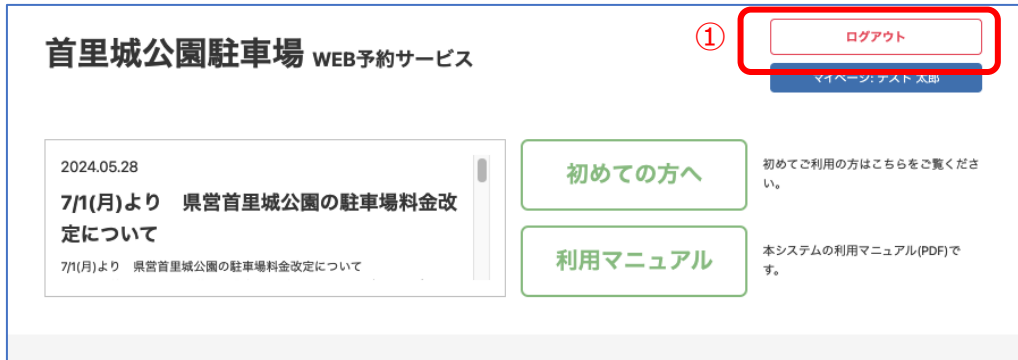 首里城公園駐車場 WEB予約サービス
①
ログアウト
マイページ: テスト 太郎
2024.05.28
7/1(月)より　県営首里城公園の駐車場料金改
定について
7/1(月)より　県営首里城公園の駐車場料金改定について
初めての方へ
初めてご利用の方はこちらをご覧くださ
い。
利用マニュアル
本システムの利用マニュアル(PDF)で
す。